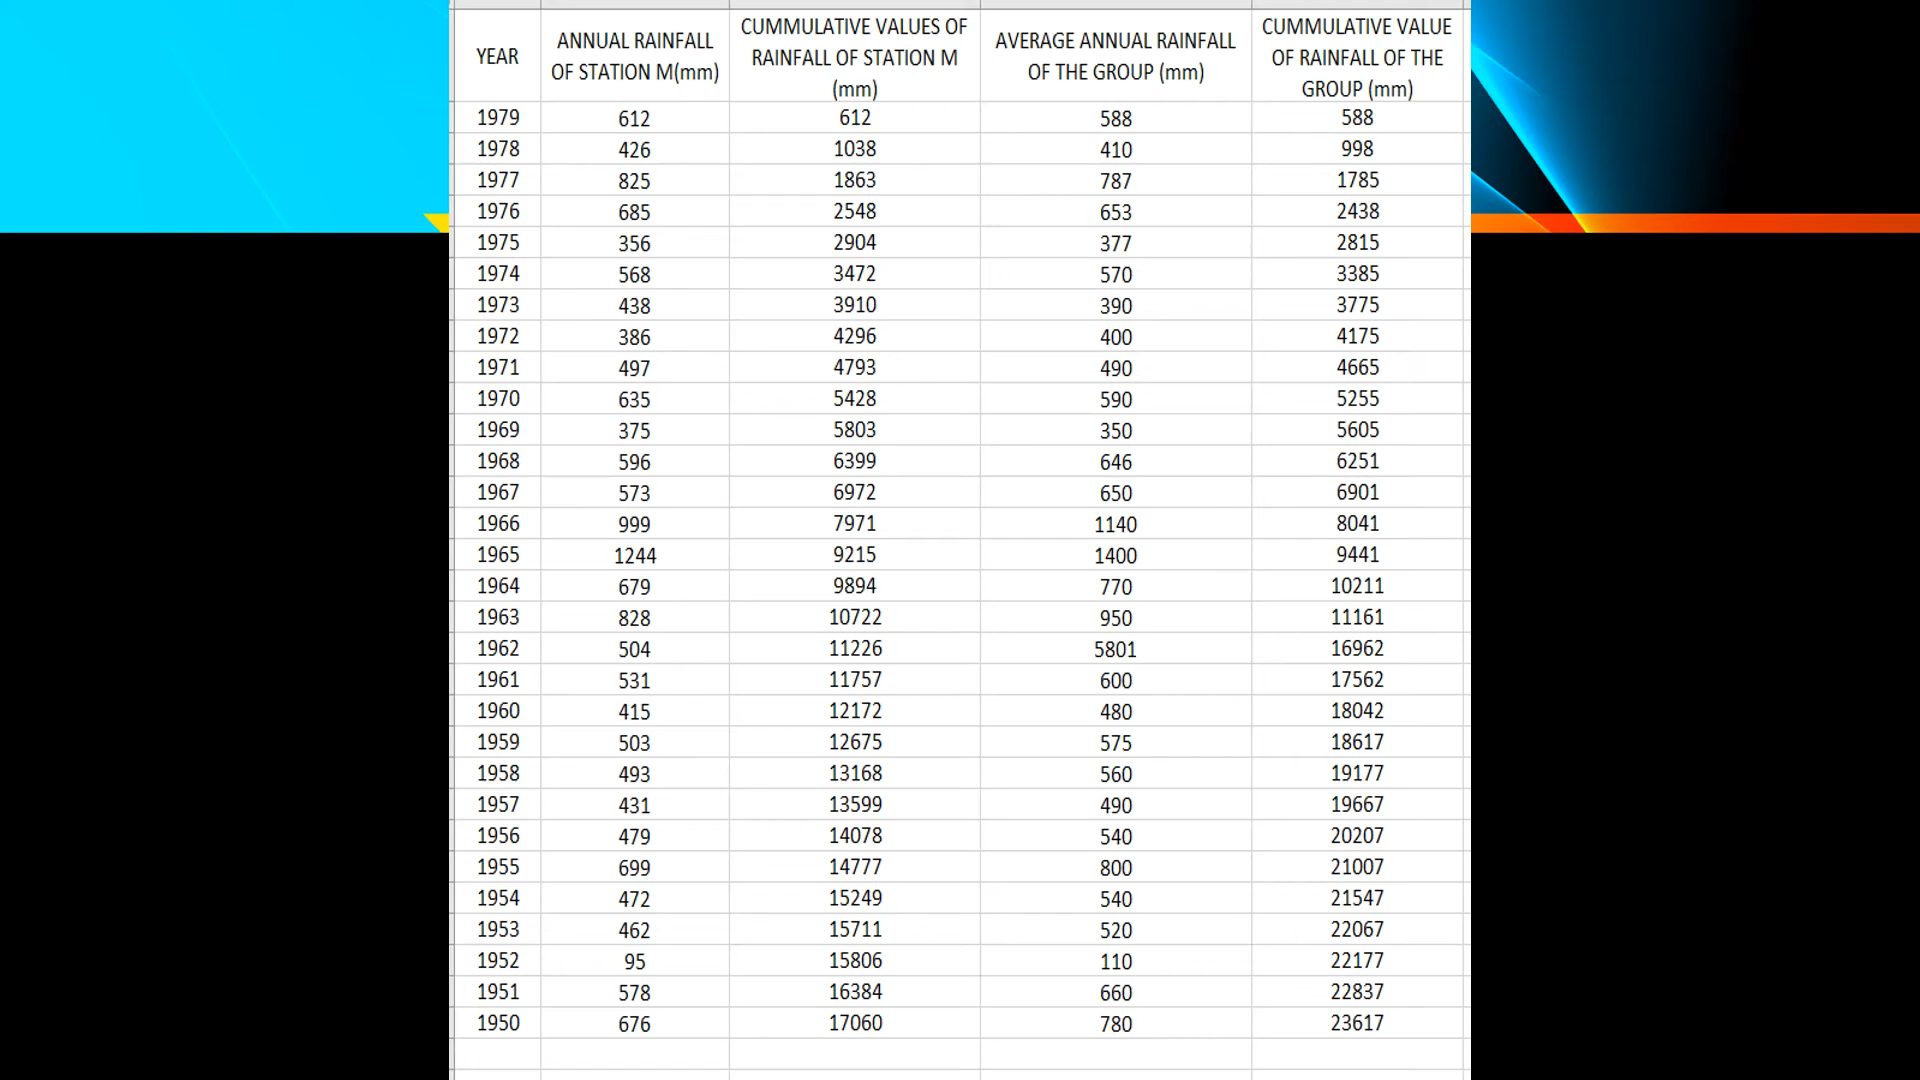 YEAR ANNUAL RAINFALL OF STATION M(mm) CUMMULATIVE VALUES OF RAINFALL OF STATION M (mm) AVERAGE ANNUAL RAINFALL OF THE GROUP (mm) CUMMULATIVE VALUE OF RAINFALL OF THE GROUP (mm)
1979 612 612 588 588
1978 426 1038 410 998
1977 825 1863 787 1785
1976 685 2548 653 2438
1975 356 2904 377 2815
1974 568 3472 570 3385
1973 438 3910 390 3775
1972 386 4296 400 4175
1971 497 4793 490 4665
1970 635 5428 590 5255
1969 375 5803 350 5605
1968 596 6399 646 6251
1967 573 6972 650 6901
1966 999 7971 1140 8041
1965 1244 9215 1400 9441
1964 679 9894 770 10211
1963 828 10722 950 11161
1962 504 11226 5801 16962
1961 531 11757 600 17562
1960 415 12172 480 18042
1959 503 12675 575 18617
1958 493 13168 560 19177
1957 431 13599 490 19667
1956 479 14078 540 20207
1955 699 14777 800 21007
1954 472 15249 540 21547
1953 462 15711 520 22067
1952 95 15806 110 22177
1951 578 16384 660 22837
1950 676 17060 780 23617